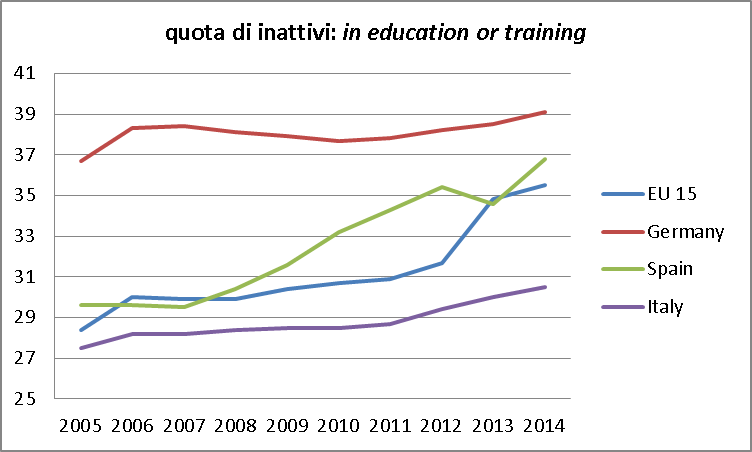 quota di inattivi: in education or training
41
39
37
35
33
31
29
27
25
2005 2006 2007 2008 2009 2010 2011 2012 2013 2014
EU 15
Germany
Spain
Italy